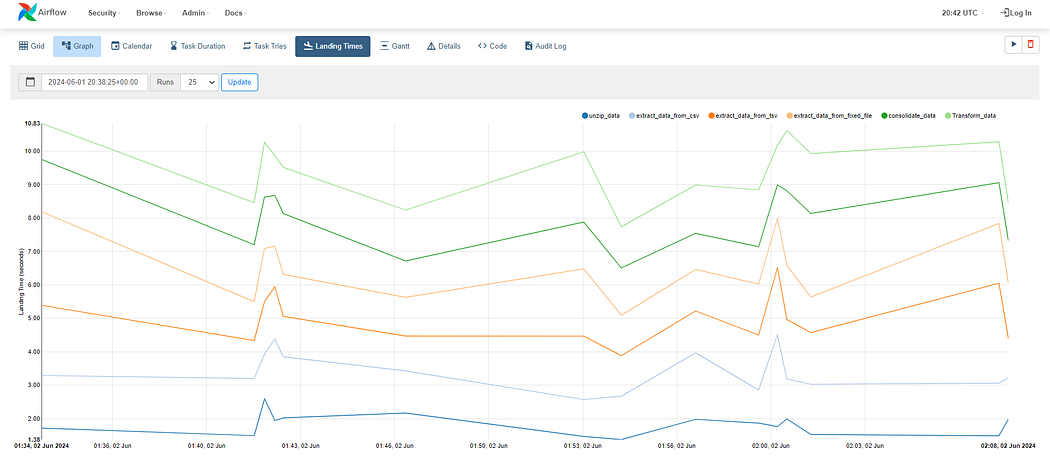 Airflow Security Browse Admin Docs 20:42 UTC Log In
Grid Graph Calendar Task Duration Task Tries Landing Times Gantt Details Code Audit Log
2024-06-01 20:38:25+00:00 Runs 25 Update
unzip_data extract_data_from_csv extract_data_from_tsv extract_data_from_fixed_file consolidate_data Transform_data
10.83
10.00
9.00
8.00
7.00
6.00
5.00
4.00
3.00
2.00
1.38
Landing Time (seconds)
01:34, 02 Jun 2024 01:36, 02 Jun 01:40, 02 Jun 01:43, 02 Jun 01:46, 02 Jun 01:50, 02 Jun 01:53, 02 Jun 01:56, 02 Jun 02:00, 02 Jun 02:03, 02 Jun 02:08, 02 Jun 2024